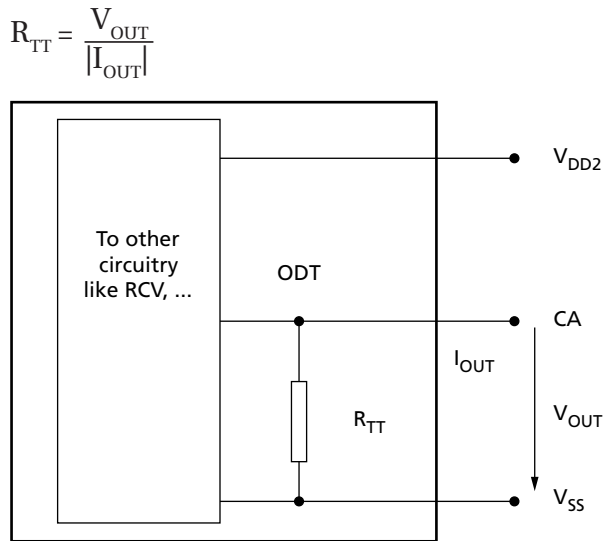 R_TT = V_OUT / |I_OUT|
V_DD2
To other
circuitry
like RCV, ...
ODT
CA
I_OUT
R_TT
V_OUT
V_SS